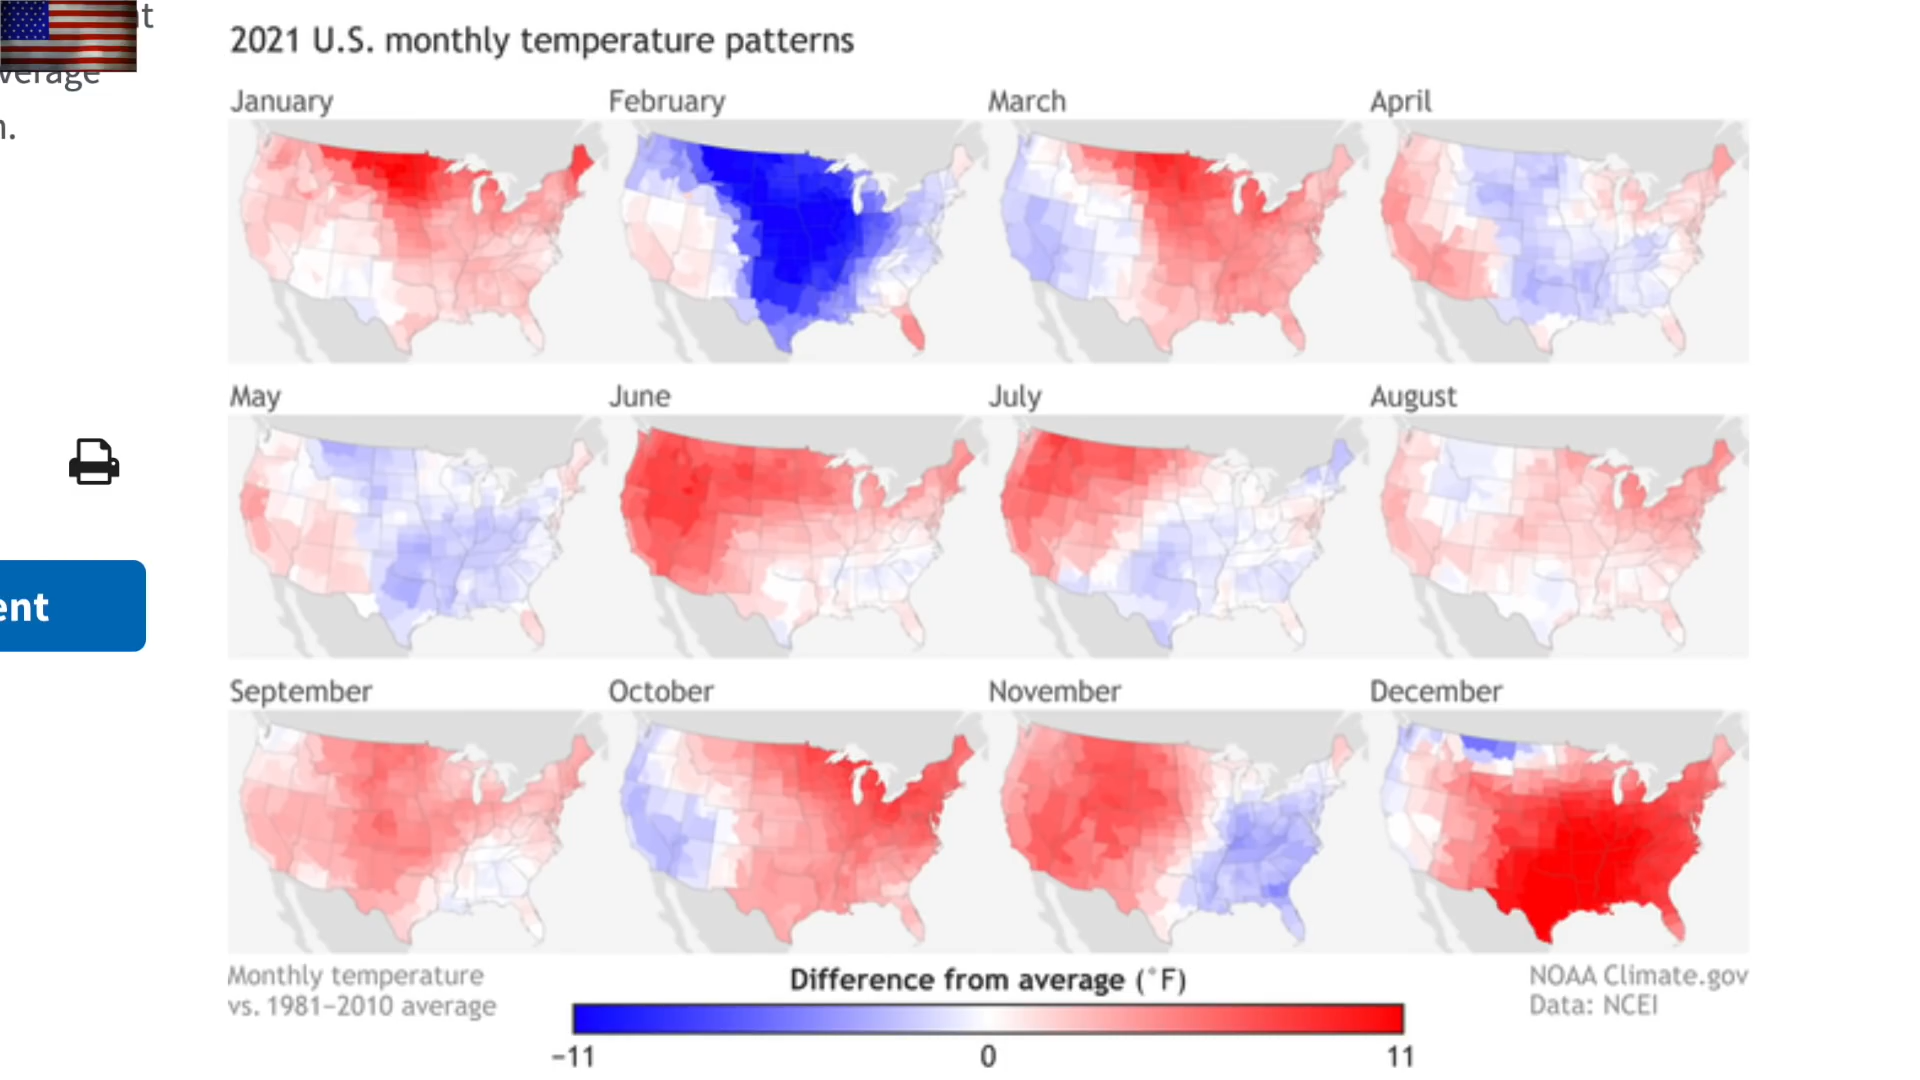 t
verage
n.
ent
2021 U.S. monthly temperature patterns
January
February
March
April
May
June
July
August
September
October
November
December
Monthly temperature
vs. 1981–2010 average
Difference from average (°F)
−11
0
11
NOAA Climate.gov
Data: NCEI